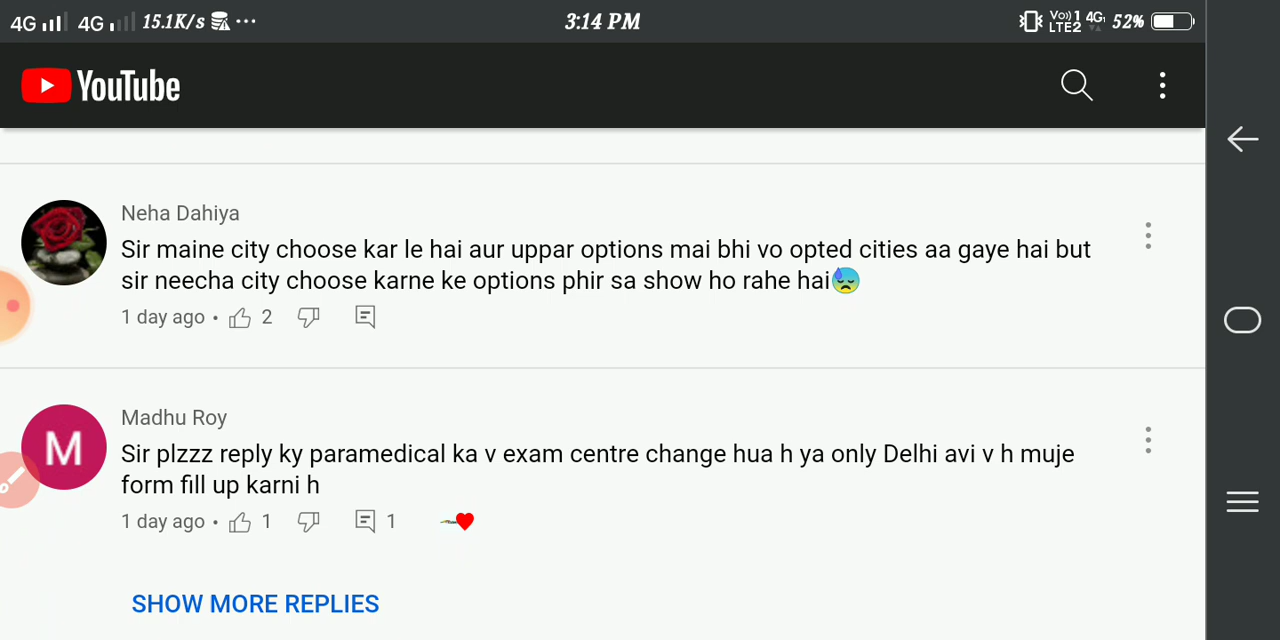 4G 4G 15.1K/s ... 3:14 PM Vo) 1 4G LTE2 52%
YouTube
Neha Dahiya
Sir maine city choose kar le hai aur uppar options mai bhi vo opted cities aa gaye hai but
sir neecha city choose karne ke options phir sa show ho rahe hai😓
1 day ago • 2
Madhu Roy
M
Sir plzzz reply ky paramedical ka v exam centre change hua h ya only Delhi avi v h muje
form fill up karni h
1 day ago • 1 1
SHOW MORE REPLIES